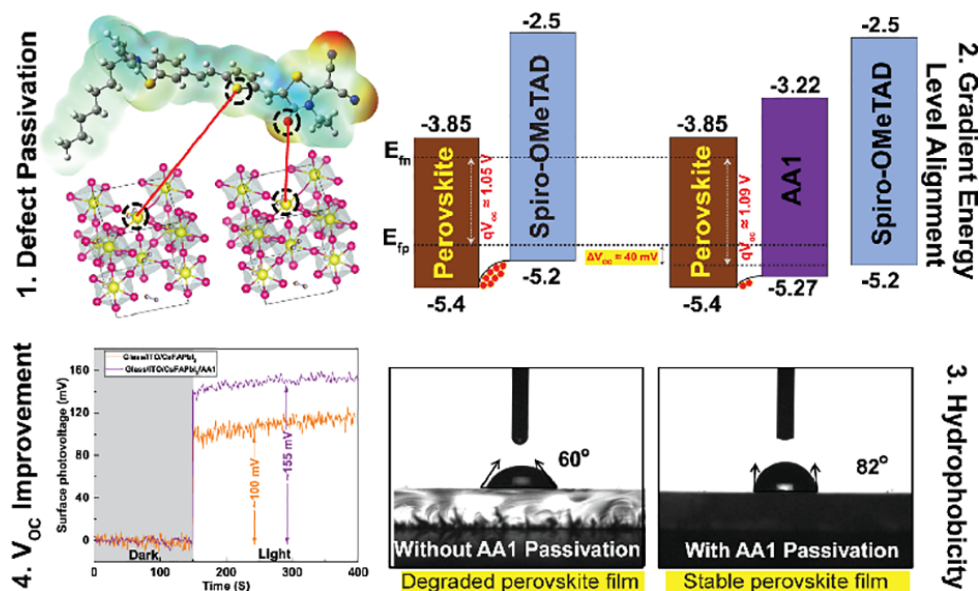 1. Defect Passivation
-2.5
-3.85
Efn
Perovskite
qVoc ≈ 1.05 V
Spiro-OMeTAD
Efp
-5.2
-5.4
-2.5
-3.22
-3.85
Perovskite
qVoc ≈ 1.09 V
AA1
Spiro-OMeTAD
ΔVoc ≈ 40 mV
-5.4
-5.27
-5.2
2. Gradient Energy
Level Alignment
4. VOC Improvement
Surface photovoltage (mV)
160
120
80
40
0
Glass/ITO/CsFAPbI3
Glass/ITO/CsFAPbI3/AA1
~100 mV
~155 mV
Dark
Light
0
100
200
300
400
Time (S)
60°
Without AA1 Passivation
Degraded perovskite film
82°
With AA1 Passivation
Stable perovskite film
3. Hydrophobicity